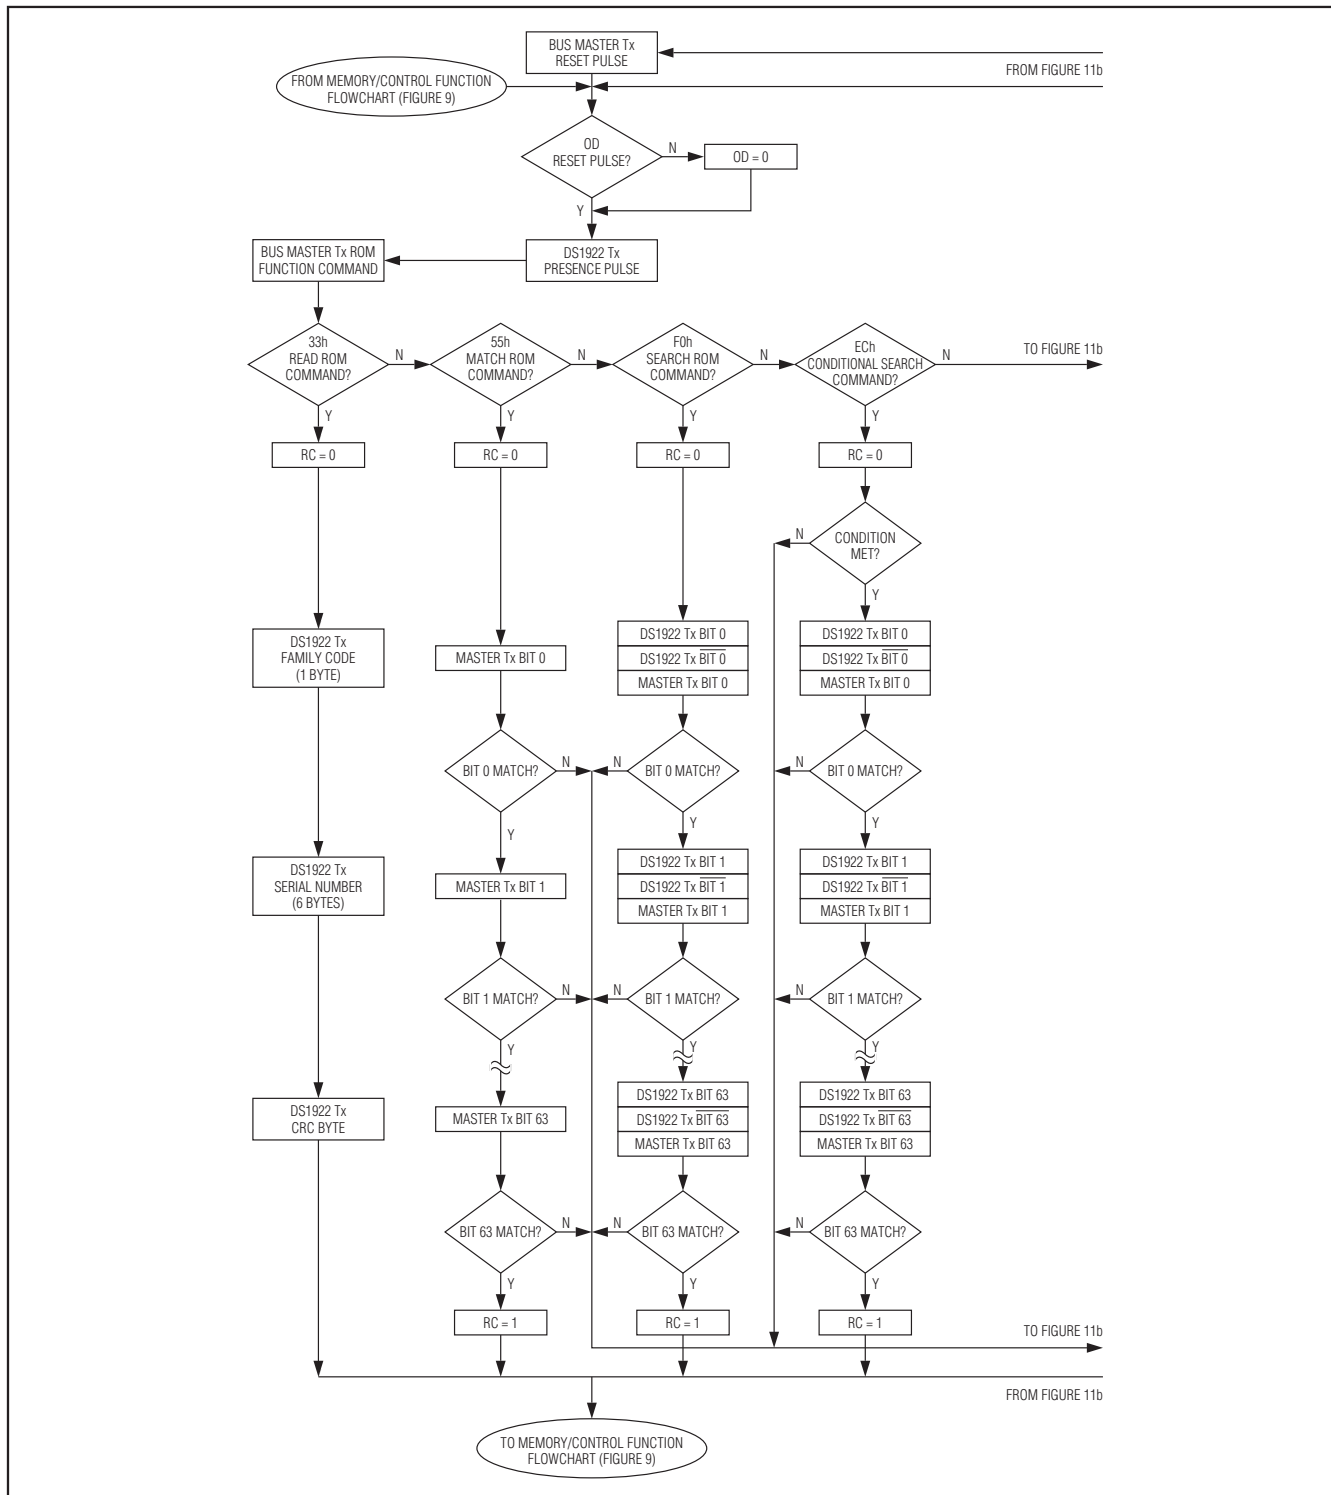 BUS MASTER Tx
RESET PULSE
FROM FIGURE 11b
FROM MEMORY/CONTROL FUNCTION
FLOWCHART (FIGURE 9)
OD
RESET PULSE?
N
OD = 0
Y
BUS MASTER Tx ROM
FUNCTION COMMAND
DS1922 Tx
PRESENCE PULSE
33h
READ ROM
COMMAND?
N
55h
MATCH ROM
COMMAND?
N
F0h
SEARCH ROM
COMMAND?
N
ECh
CONDITIONAL SEARCH
COMMAND?
N
TO FIGURE 11b
Y
Y
Y
Y
RC = 0
RC = 0
RC = 0
RC = 0
N
CONDITION
MET?
Y
DS1922 Tx
FAMILY CODE
(1 BYTE)
MASTER Tx BIT 0
DS1922 Tx BIT 0
DS1922 Tx B̅I̅T̅ ̅0̅
MASTER Tx BIT 0
DS1922 Tx BIT 0
DS1922 Tx B̅I̅T̅ ̅0̅
MASTER Tx BIT 0
BIT 0 MATCH?
N
N
BIT 0 MATCH?
N
BIT 0 MATCH?
Y
Y
Y
DS1922 Tx
SERIAL NUMBER
(6 BYTES)
MASTER Tx BIT 1
DS1922 Tx BIT 1
DS1922 Tx B̅I̅T̅ ̅1̅
MASTER Tx BIT 1
DS1922 Tx BIT 1
DS1922 Tx B̅I̅T̅ ̅1̅
MASTER Tx BIT 1
BIT 1 MATCH?
N
N
BIT 1 MATCH?
N
BIT 1 MATCH?
Y
Y
Y
DS1922 Tx
CRC BYTE
MASTER Tx BIT 63
DS1922 Tx BIT 63
DS1922 Tx B̅I̅T̅ ̅6̅3̅
MASTER Tx BIT 63
DS1922 Tx BIT 63
DS1922 Tx B̅I̅T̅ ̅6̅3̅
MASTER Tx BIT 63
BIT 63 MATCH?
N
N
BIT 63 MATCH?
N
BIT 63 MATCH?
Y
Y
Y
RC = 1
RC = 1
RC = 1
TO FIGURE 11b
FROM FIGURE 11b
TO MEMORY/CONTROL FUNCTION
FLOWCHART (FIGURE 9)